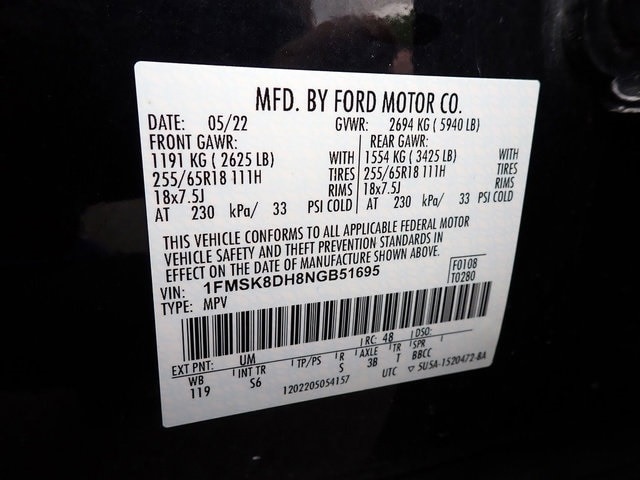 MFD. BY FORD MOTOR CO.
DATE: 05/22 GVWR: 2694 KG ( 5940 LB)
FRONT GAWR: REAR GAWR:
1191 KG ( 2625 LB) WITH 1554 KG ( 3425 LB) WITH
255/65R18 111H TIRES 255/65R18 111H TIRES
18x7.5J RIMS 18x7.5J RIMS
AT 230 kPa/ 33 PSI COLD AT 230 kPa/ 33 PSI COLD
THIS VEHICLE CONFORMS TO ALL APPLICABLE FEDERAL MOTOR
VEHICLE SAFETY AND THEFT PREVENTION STANDARDS IN
EFFECT ON THE DATE OF MANUFACTURE SHOWN ABOVE.
VIN: 1FMSK8DH8NGB51695 F0108
TYPE: MPV T0280
EXT PNT: UM RC: 48 DSO:
WB INT TR TP/PS R AXLE TR SPR
119 S6 S 3B T BBCC
1202205054157 UTC ▽ 5U5A-1520472-BA